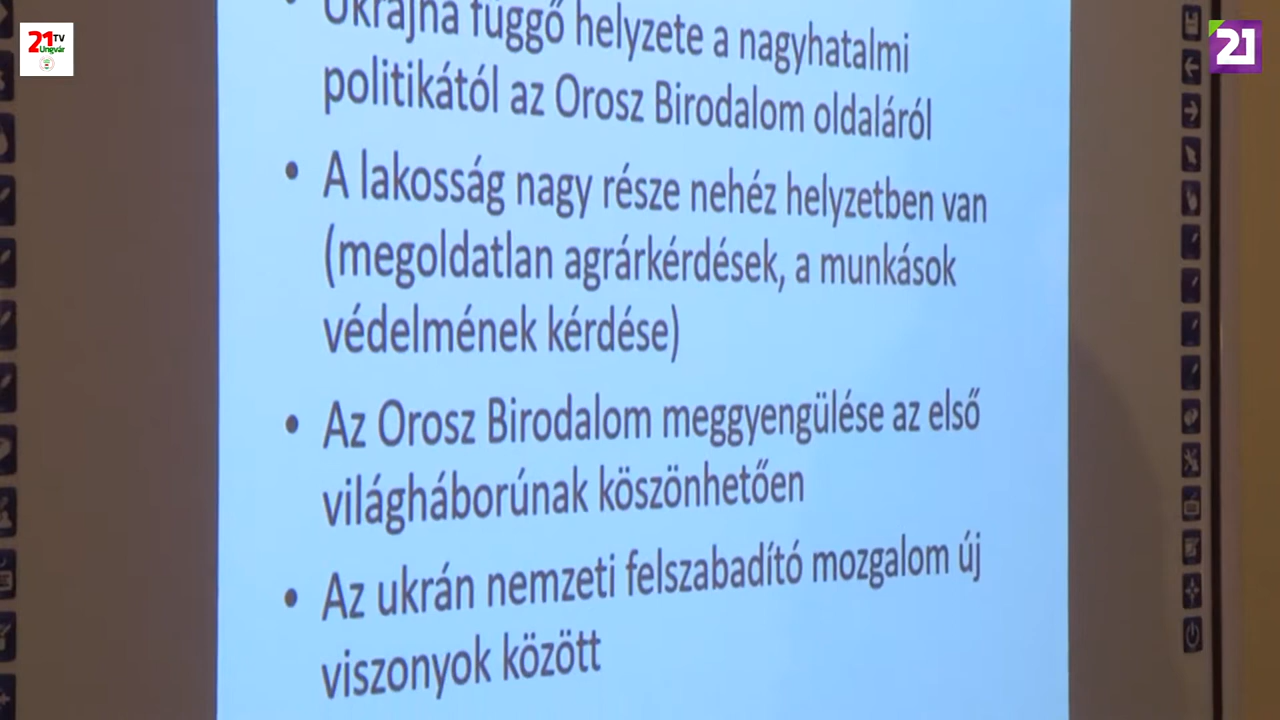 21 TV
Ungvár
21
• Ukrajna függő helyzete a nagyhatalmi
politikától az Orosz Birodalom oldaláról
• A lakosság nagy része nehéz helyzetben van
(megoldatlan agrárkérdések, a munkások
védelmének kérdése)
• Az Orosz Birodalom meggyengülése az első
világháborúnak köszönhetően
• Az ukrán nemzeti felszabadító mozgalom új
viszonyok között